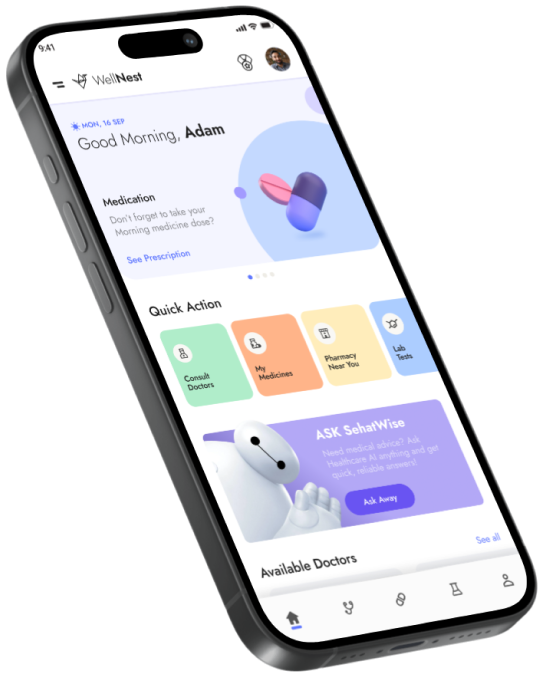 9:41
WellNest
MON, 16 SEP
Good Morning, Adam
Medication
Don't forget to take your
Morning medicine dose?
See Prescription
Quick Action
Consult
Doctors
My
Medicines
Pharmacy
Near You
Lab
Tests
ASK SehatWise
Need medical advice? Ask
Healthcare AI anything and get
quick, reliable answers!
Ask Away
Available Doctors
See all